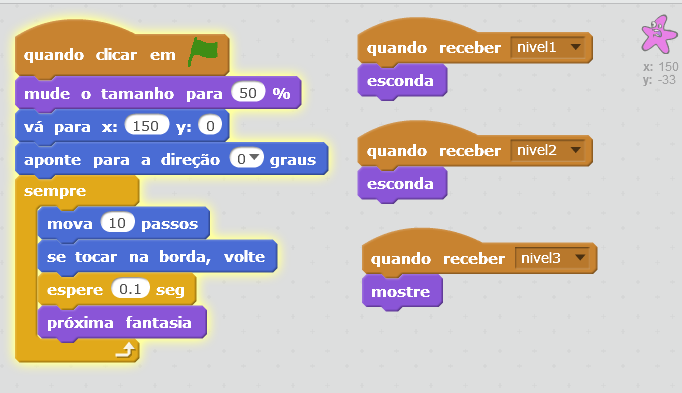 quando clicar em
mude o tamanho para 50 %
vá para x: 150 y: 0
aponte para a direção 0 graus
sempre
mova 10 passos
se tocar na borda, volte
espere 0.1 seg
próxima fantasia
quando receber nivel1
esconda
quando receber nivel2
esconda
quando receber nivel3
mostre
x: 150
y: -33